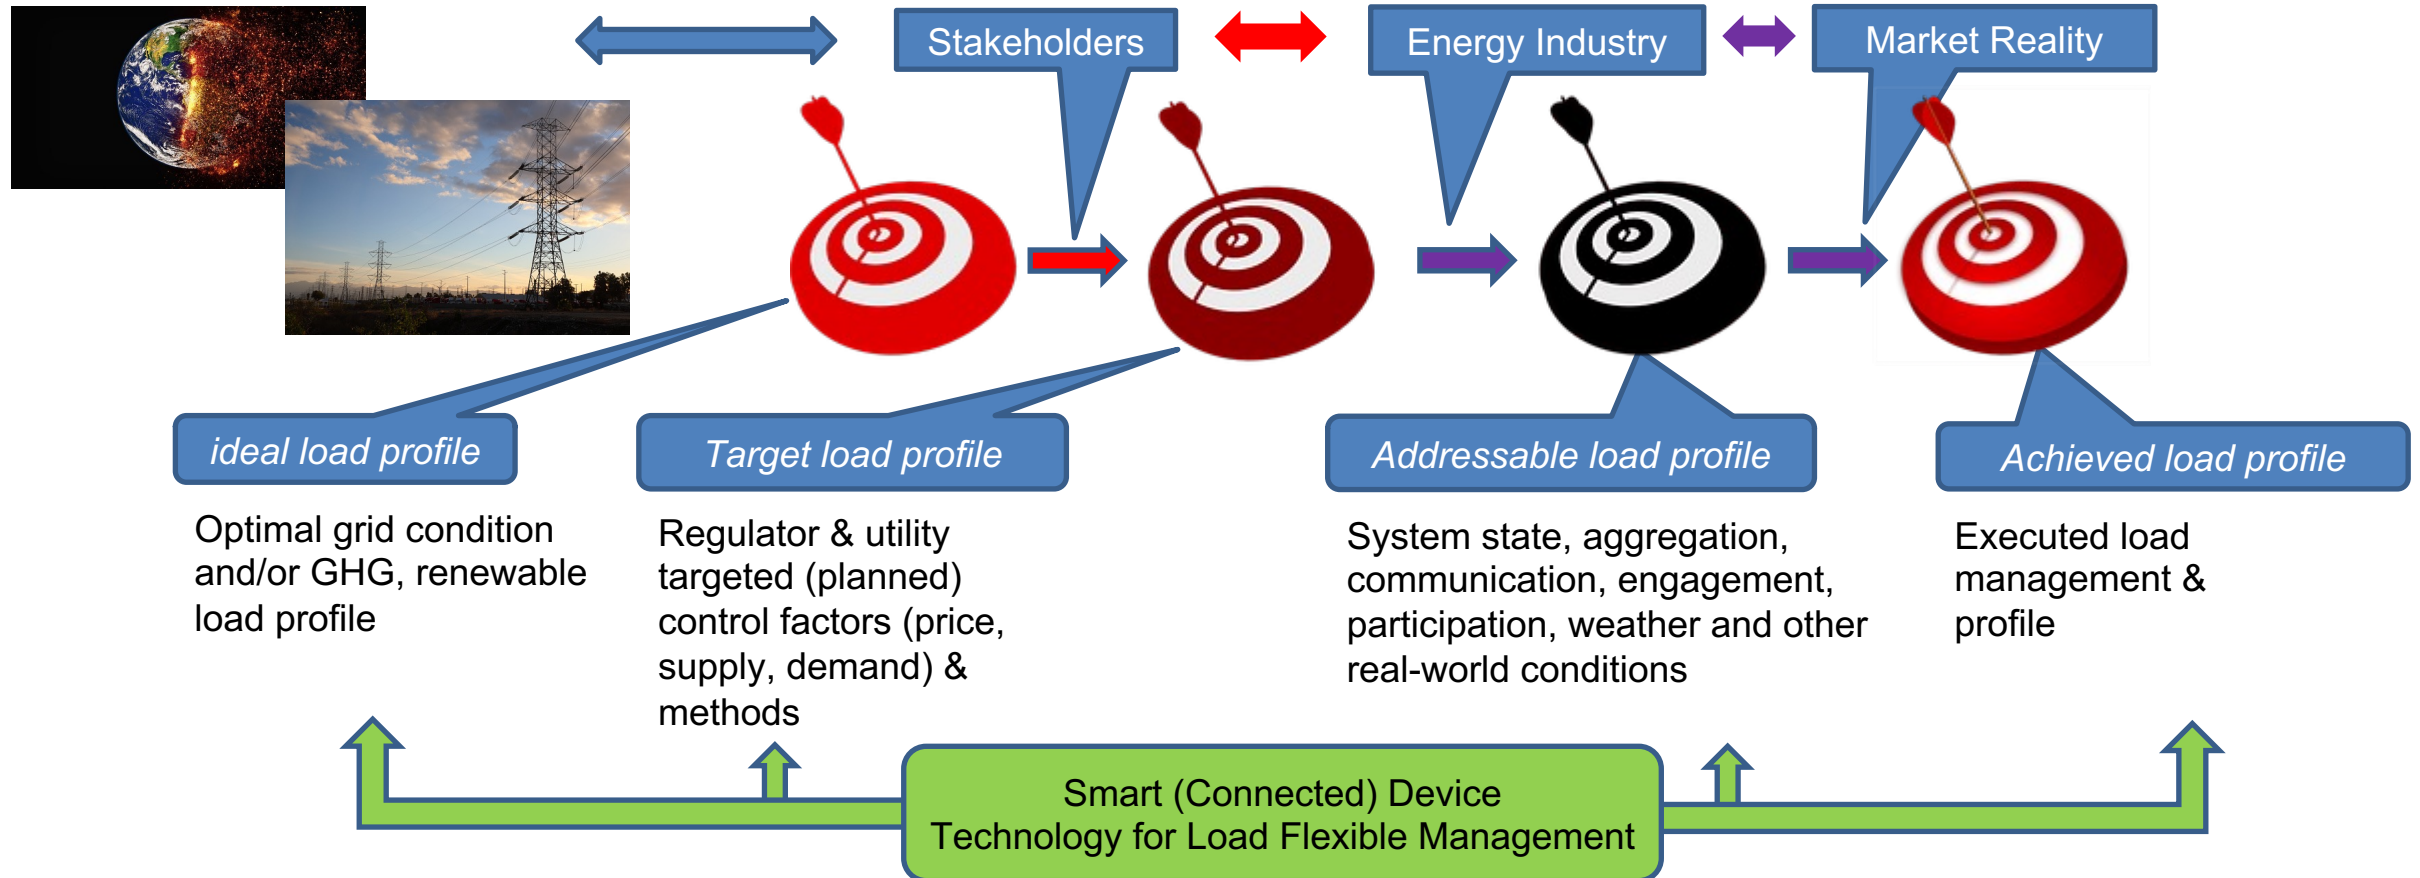 Stakeholders
Energy Industry
Market Reality
ideal load profile
Target load profile
Addressable load profile
Achieved load profile
Optimal grid condition
and/or GHG, renewable
load profile
Regulator & utility
targeted (planned)
control factors (price,
supply, demand) &
methods
System state, aggregation,
communication, engagement,
participation, weather and other
real-world conditions
Executed load
management &
profile
Smart (Connected) Device
Technology for Load Flexible Management